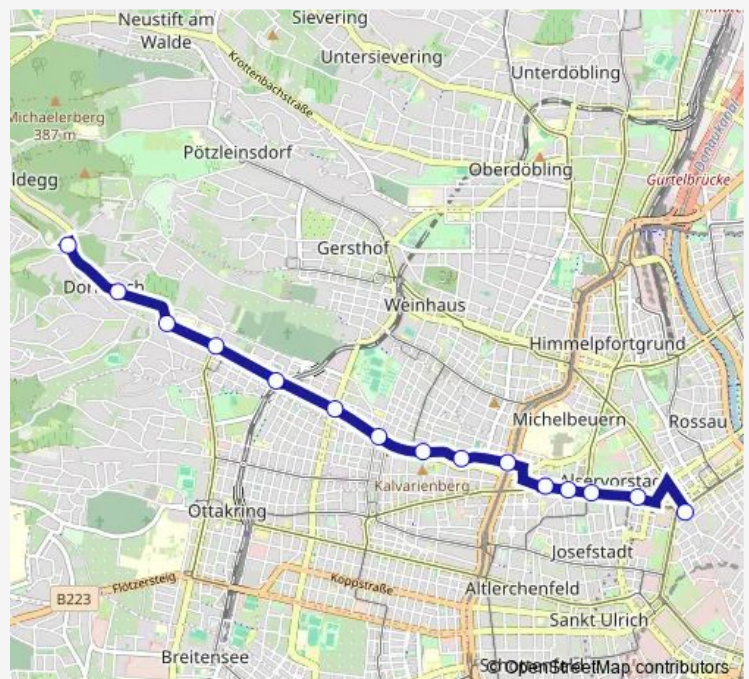 Neustift am
Walde
Sievering
Untersievering
Krottenbachstraße
Unterdöbling
Michaelerberg
387 m
Pötzleinsdorf
Oberdöbling
Donaukanal
ldegg
Gürtelbrücke
Gersthof
Weinhaus
Himmelpfortgrund
Michelbeuern
Rossau
Kalvarienberg
Ottakring
Josefstadt
Altlerchenfeld
Flötzersteig
Koppstraße
B223
Sankt Ulrich
Breitensee
© OpenStreetMap contributors